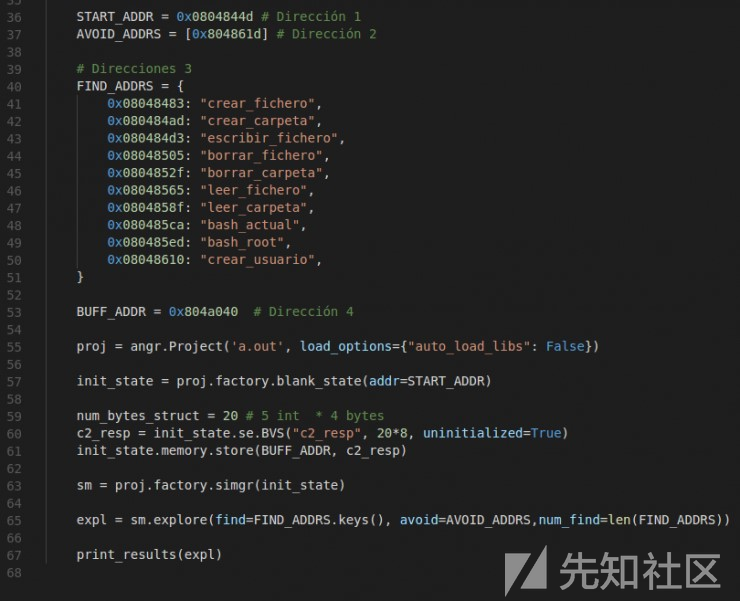 36 START_ADDR = 0x0804844d # Dirección 1
37 AVOID_ADDRS = [0x804861d] # Dirección 2
38
39 # Direcciones 3
40 FIND_ADDRS = {
41 0x08048483: "crear_fichero",
42 0x080484ad: "crear_carpeta",
43 0x080484d3: "escribir_fichero",
44 0x08048505: "borrar_fichero",
45 0x0804852f: "borrar_carpeta",
46 0x08048565: "leer_fichero",
47 0x0804858f: "leer_carpeta",
48 0x080485ca: "bash_actual",
49 0x080485ed: "bash_root",
50 0x08048610: "crear_usuario",
51 }
52
53 BUFF_ADDR = 0x804a040 # Dirección 4
54
55 proj = angr.Project('a.out', load_options={"auto_load_libs": False})
56
57 init_state = proj.factory.blank_state(addr=START_ADDR)
58
59 num_bytes_struct = 20 # 5 int * 4 bytes
60 c2_resp = init_state.se.BVS("c2_resp", 20*8, uninitialized=True)
61 init_state.memory.store(BUFF_ADDR, c2_resp)
62
63 sm = proj.factory.simgr(init_state)
64
65 expl = sm.explore(find=FIND_ADDRS.keys(), avoid=AVOID_ADDRS,num_find=len(FIND_ADDRS))
66
67 print_results(expl)
68
先知社区